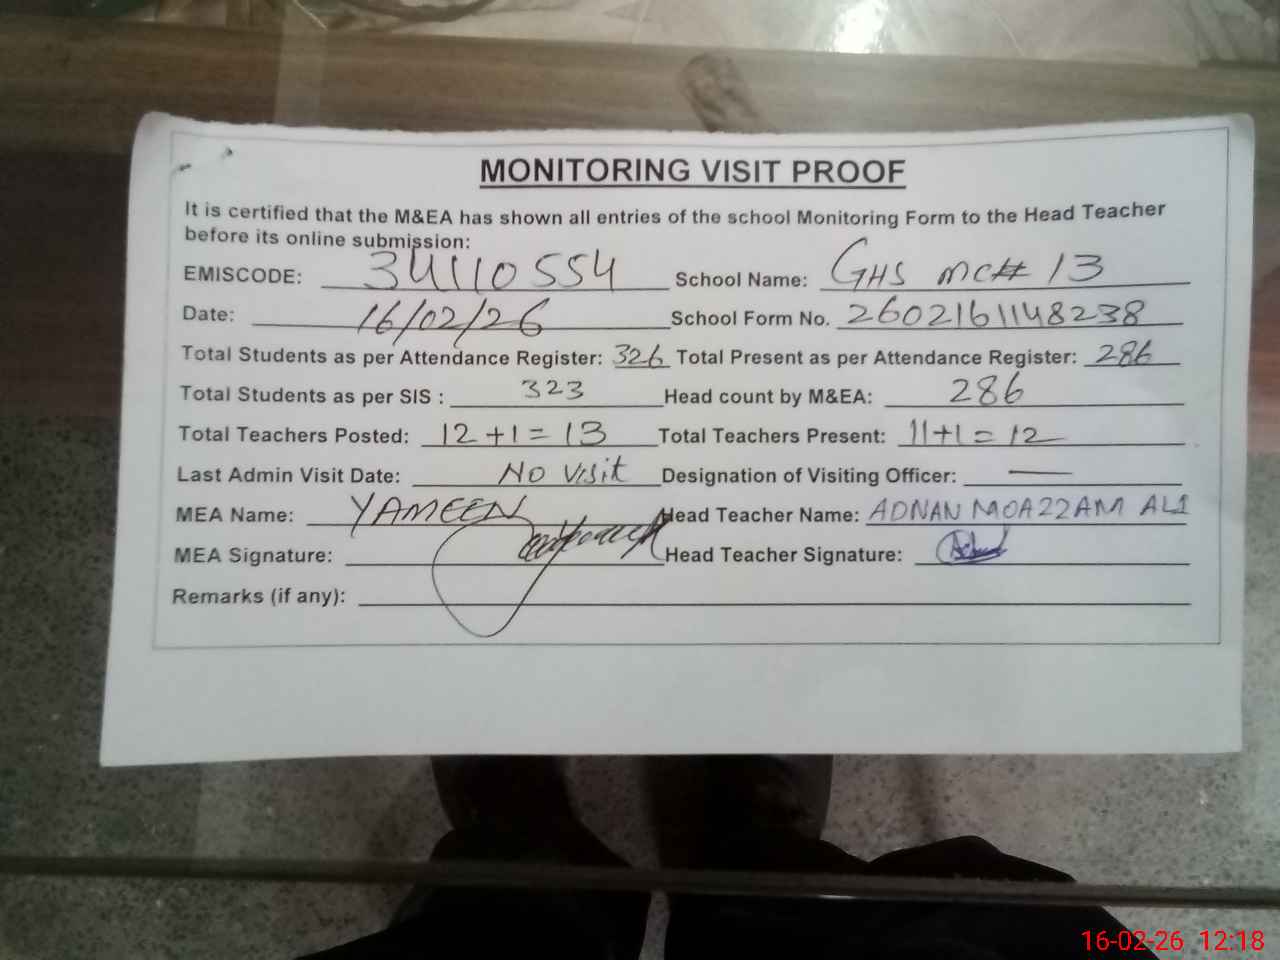 MONITORING VISIT PROOF
It is certified that the M&EA has shown all entries of the school Monitoring Form to the Head Teacher
before its online submission:
EMISCODE: 34110554 School Name: GHS MC# 13
Date: 16/02/26 School Form No. 2602161148238
Total Students as per Attendance Register: 326 Total Present as per Attendance Register: 286
Total Students as per SIS : 323 Head count by M&EA: 286
Total Teachers Posted: 12+1=13 Total Teachers Present: 11+1=12
Last Admin Visit Date: No Visit Designation of Visiting Officer: —
MEA Name: YAMEEN Head Teacher Name: ADNAN MOAZZAM ALI
MEA Signature: Head Teacher Signature:
Remarks (if any):
16-02-26 12:18